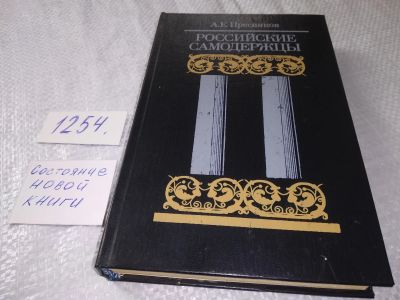 А.Е. Пресняков
РОССИЙСКИЕ
САМОДЕРЖЦЫ
1254.
Состояние
новой
книги